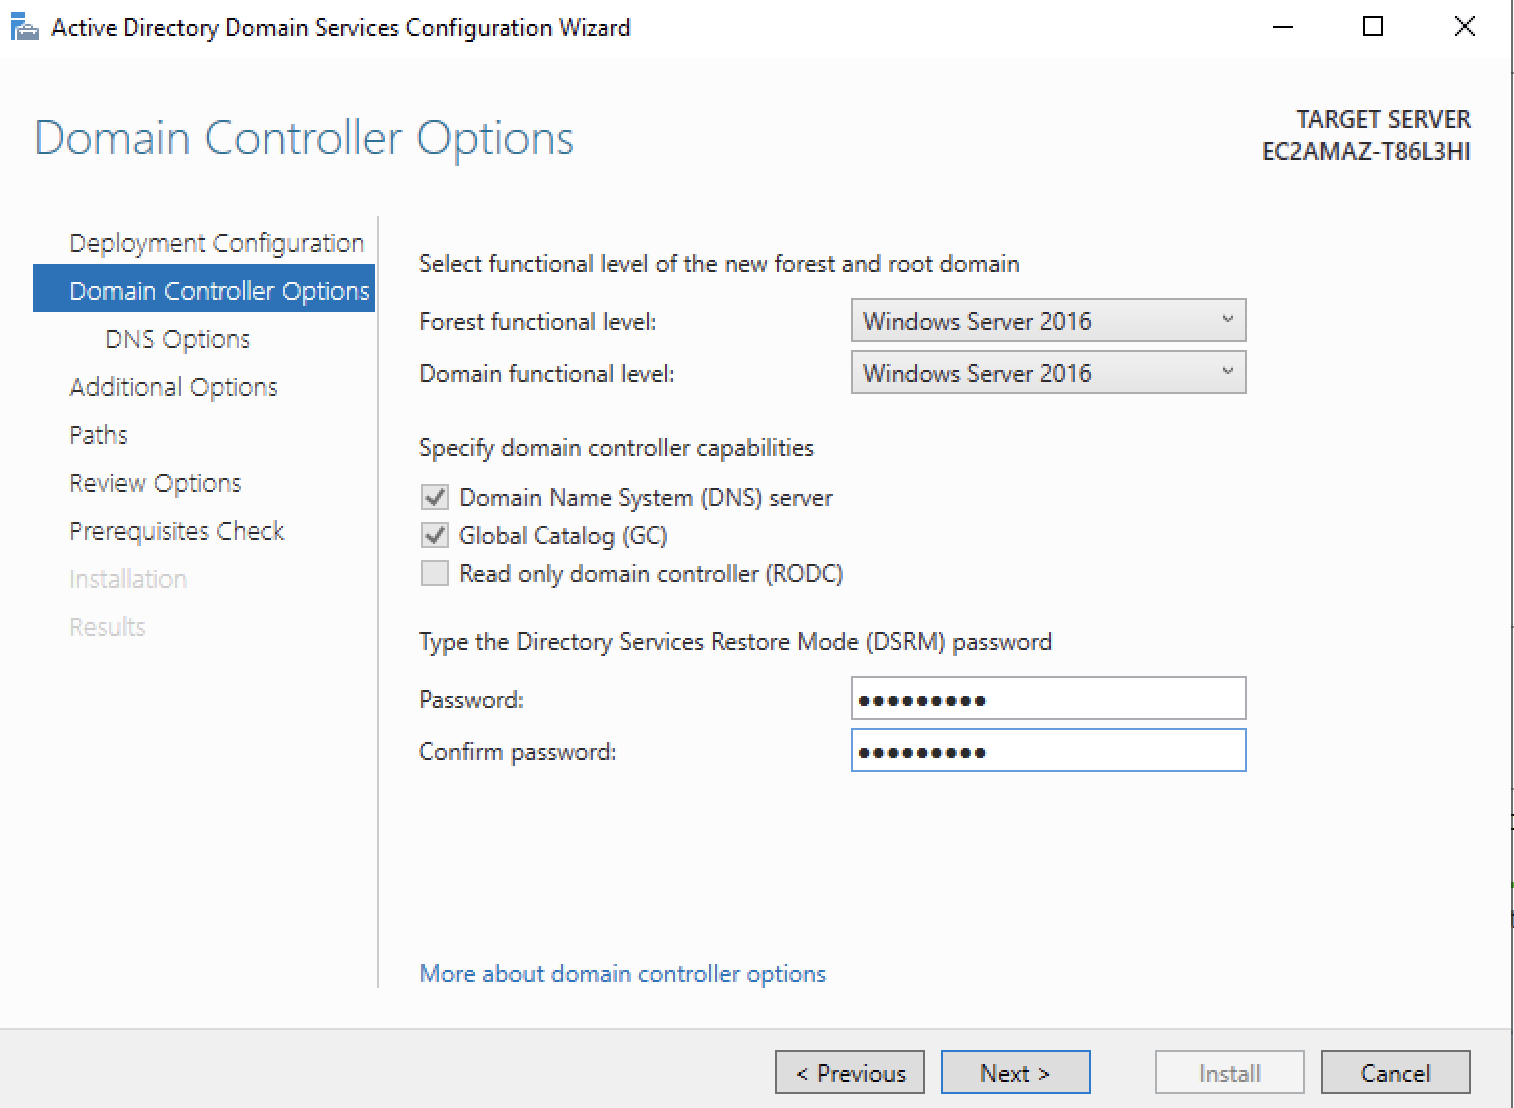 Active Directory Domain Services Configuration Wizard
Domain Controller Options
TARGET SERVER
EC2AMAZ-T86L3HI
Deployment Configuration
Domain Controller Options
DNS Options
Additional Options
Paths
Review Options
Prerequisites Check
Installation
Results
Select functional level of the new forest and root domain
Forest functional level: Windows Server 2016
Domain functional level: Windows Server 2016
Specify domain controller capabilities
Domain Name System (DNS) server
Global Catalog (GC)
Read only domain controller (RODC)
Type the Directory Services Restore Mode (DSRM) password
Password: •••••••••
Confirm password: •••••••••
More about domain controller options
< Previous Next > Install Cancel